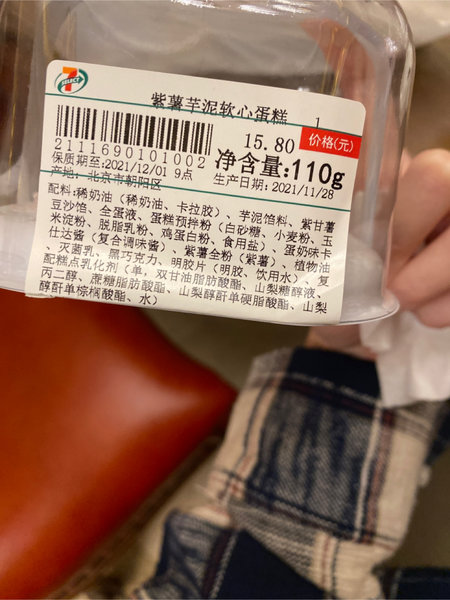 7
SELECT
紫薯芋泥软心蛋糕 1
15.80 价格(元)
2111690101002
净含量:110g
保质期至:2021/12/01 9点
生产日期:2021/11/28
产地:北京市朝阳区
配料:稀奶油（稀奶油、卡拉胶）、芋泥馅料、紫甘薯
豆沙馅、全蛋液、蛋糕预拌粉（白砂糖、小麦粉、玉
米淀粉、脱脂乳粉、鸡蛋白粉、食用盐）、蛋奶味卡
仕达酱（复合调味酱）、紫薯全粉（紫薯）、植物油
、灭菌乳、黑巧克力、明胶片（明胶、饮用水）、复
配糕点乳化剂（单，双甘油脂肪酸酯、山梨糖醇液、
丙二醇、蔗糖脂肪酸酯、山梨醇酐单硬脂酸酯、山梨
醇酐单棕榈酸酯、水）